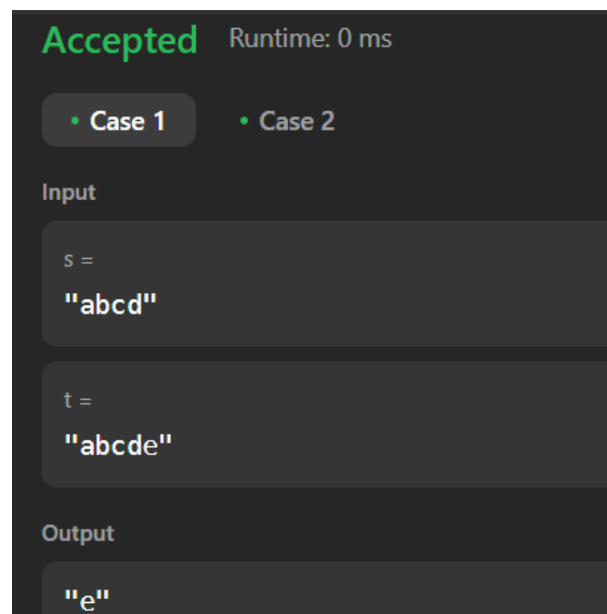 Accepted Runtime: 0 ms
• Case 1 • Case 2
Input
s =
"abcd"
t =
"abcde"
Output
"e"